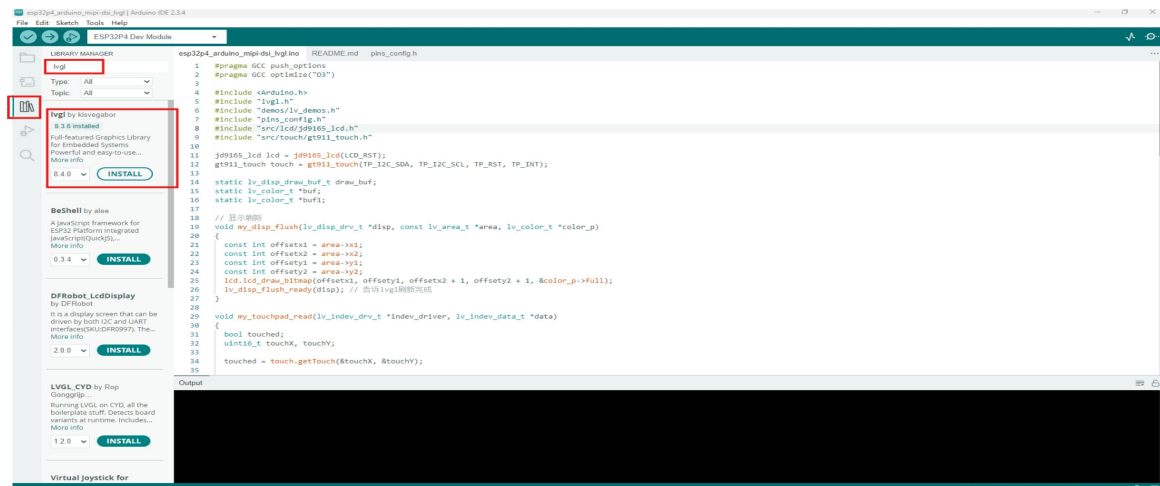 esp32p4_arduino_mipi-dsi_lvgl | Arduino IDE 2.3.4
File Edit Sketch Tools Help
ESP32P4 Dev Module
LIBRARY MANAGER
lvgl
Type: All
Topic: All
lvgl by kisvegabor
8.3.6 installed
Full-featured Graphics Library
for Embedded Systems
Powerful and easy-to-use...
More info
8.4.0 INSTALL
BeShell by alee
A JavaScript framework for
ESP32 Platform Integrated
JavaScript(QuickJS),...
More info
0.3.4 INSTALL
DFRobot_LcdDisplay
by DFRobot
It is a display screen that can be
driven by both I2C and UART
interfaces(SKU:DFR0997). The...
More info
2.0.0 INSTALL
LVGL_CYD by Rop
Gonggrijp...
Running LVGL on CYD, all the
boilerplate stuff. Detects board
variants at runtime. Includes...
More info
1.2.0 INSTALL
Virtual Joystick for
esp32p4_arduino_mipi-dsi_lvgl.ino README.md pins_config.h
1 #pragma GCC push_options
2 #pragma GCC optimize("O3")
3
4 #include <Arduino.h>
5 #include "lvgl.h"
6 #include "demos/lv_demos.h"
7 #include "pins_config.h"
8 #include "src/lcd/jd9165_lcd.h"
9 #include "src/touch/gt911_touch.h"
10
11 jd9165_lcd lcd = jd9165_lcd(LCD_RST);
12 gt911_touch touch = gt911_touch(TP_I2C_SDA, TP_I2C_SCL, TP_RST, TP_INT);
13
14 static lv_disp_draw_buf_t draw_buf;
15 static lv_color_t *buf;
16 static lv_color_t *buf1;
17
18 // 显示刷新
19 void my_disp_flush(lv_disp_drv_t *disp, const lv_area_t *area, lv_color_t *color_p)
20 {
21 const int offsetx1 = area->x1;
22 const int offsetx2 = area->x2;
23 const int offsety1 = area->y1;
24 const int offsety2 = area->y2;
25 lcd.lcd_draw_bitmap(offsetx1, offsety1, offsetx2 + 1, offsety2 + 1, &color_p->full);
26 lv_disp_flush_ready(disp); // 告诉lvgl刷新完成
27 }
28
29 void my_touchpad_read(lv_indev_drv_t *indev_driver, lv_indev_data_t *data)
30 {
31 bool touched;
32 uint16_t touchX, touchY;
33
34 touched = touch.getTouch(&touchX, &touchY);
35
Output